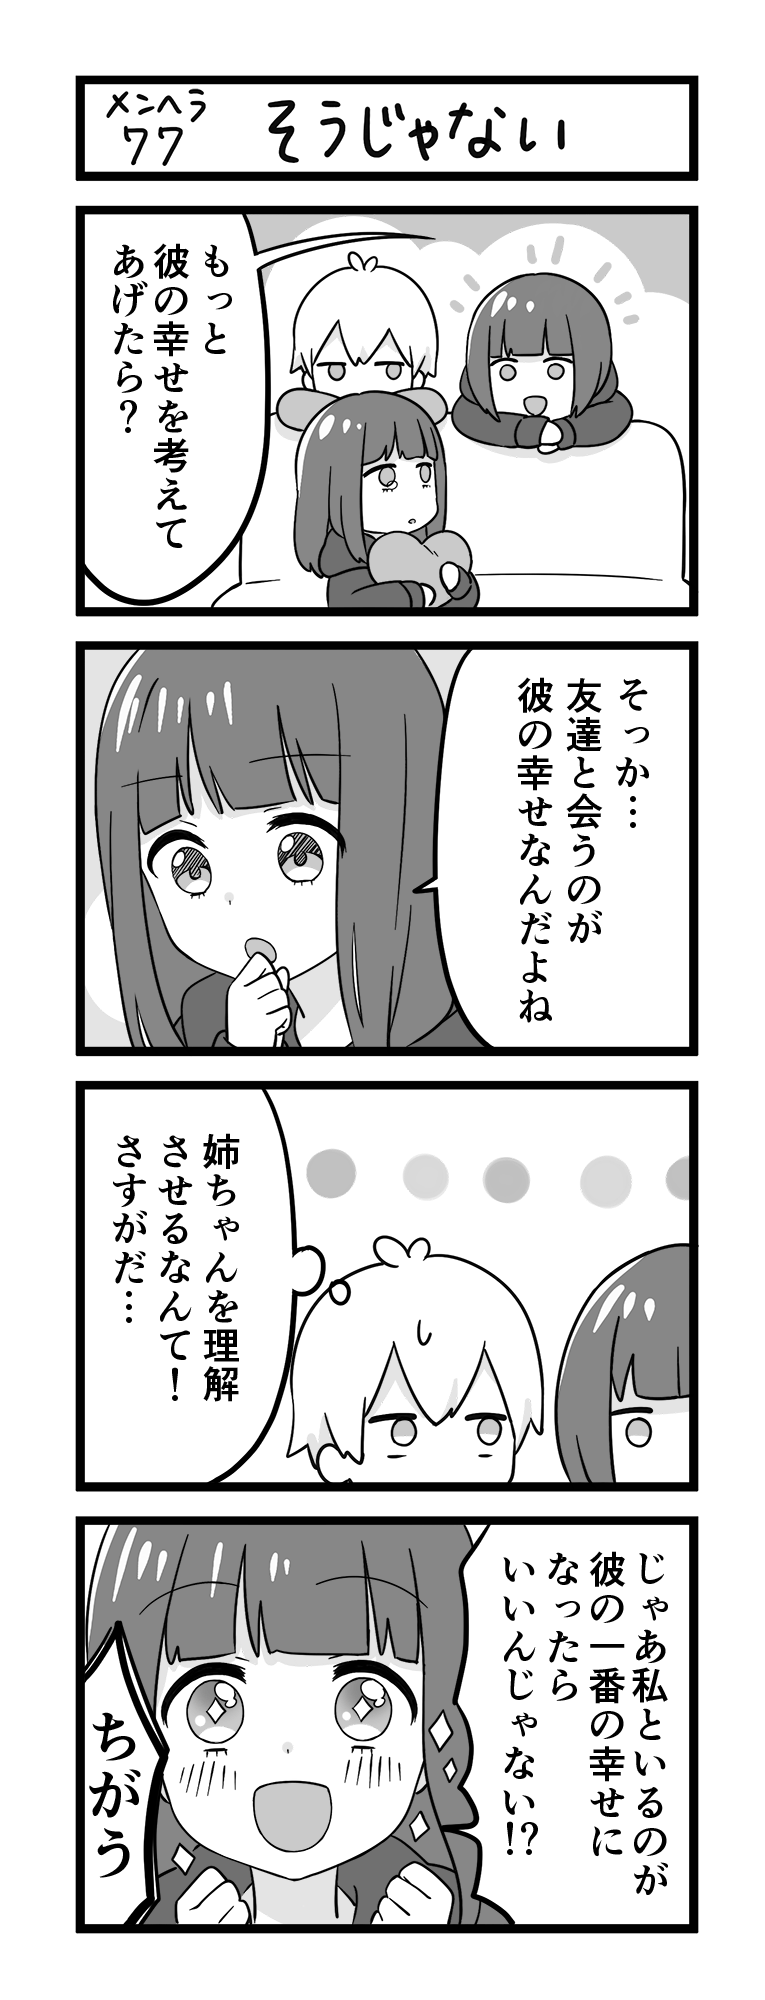 メンヘラ
77
そうじゃない
もっと
彼の幸せを考えて
あげたら？
そっか…
友達と会うのが
彼の幸せなんだよね
姉ちゃんを理解
させるなんて！
さすがだ…
じゃあ私といるのが
彼の一番の幸せに
なったら
いいんじゃない!?
ちがう